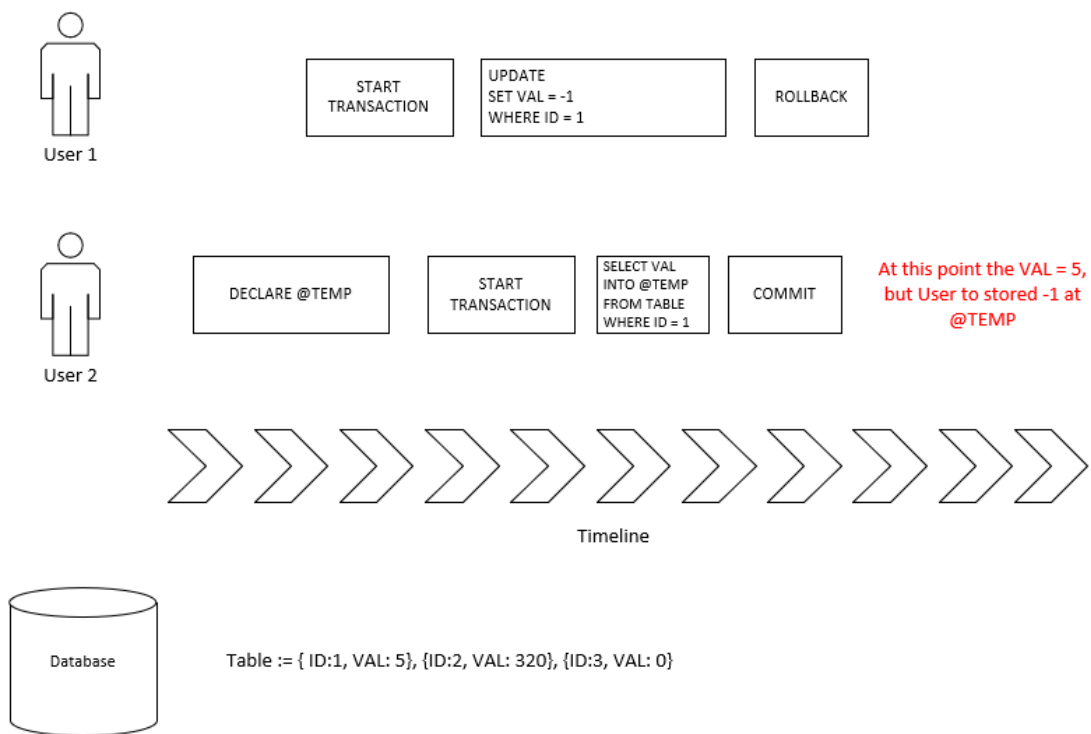 START
TRANSACTION
UPDATE
SET VAL = -1
WHERE ID = 1
ROLLBACK
User 1
DECLARE @TEMP
START
TRANSACTION
SELECT VAL
INTO @TEMP
FROM TABLE
WHERE ID = 1
COMMIT
At this point the VAL = 5,
but User to stored -1 at
@TEMP
User 2
Timeline
Database
Table := { ID:1, VAL: 5}, {ID:2, VAL: 320}, {ID:3, VAL: 0}